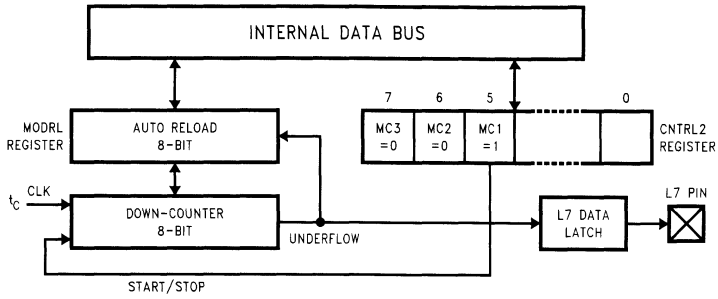 INTERNAL DATA BUS
7 6 5 0
MODRL
REGISTER
AUTO RELOAD
8-BIT
MC3
=0
MC2
=0
MC1
=1
CNTRL2
REGISTER
tC CLK
DOWN-COUNTER
8-BIT
UNDERFLOW
L7 DATA
LATCH
L7 PIN
START/STOP